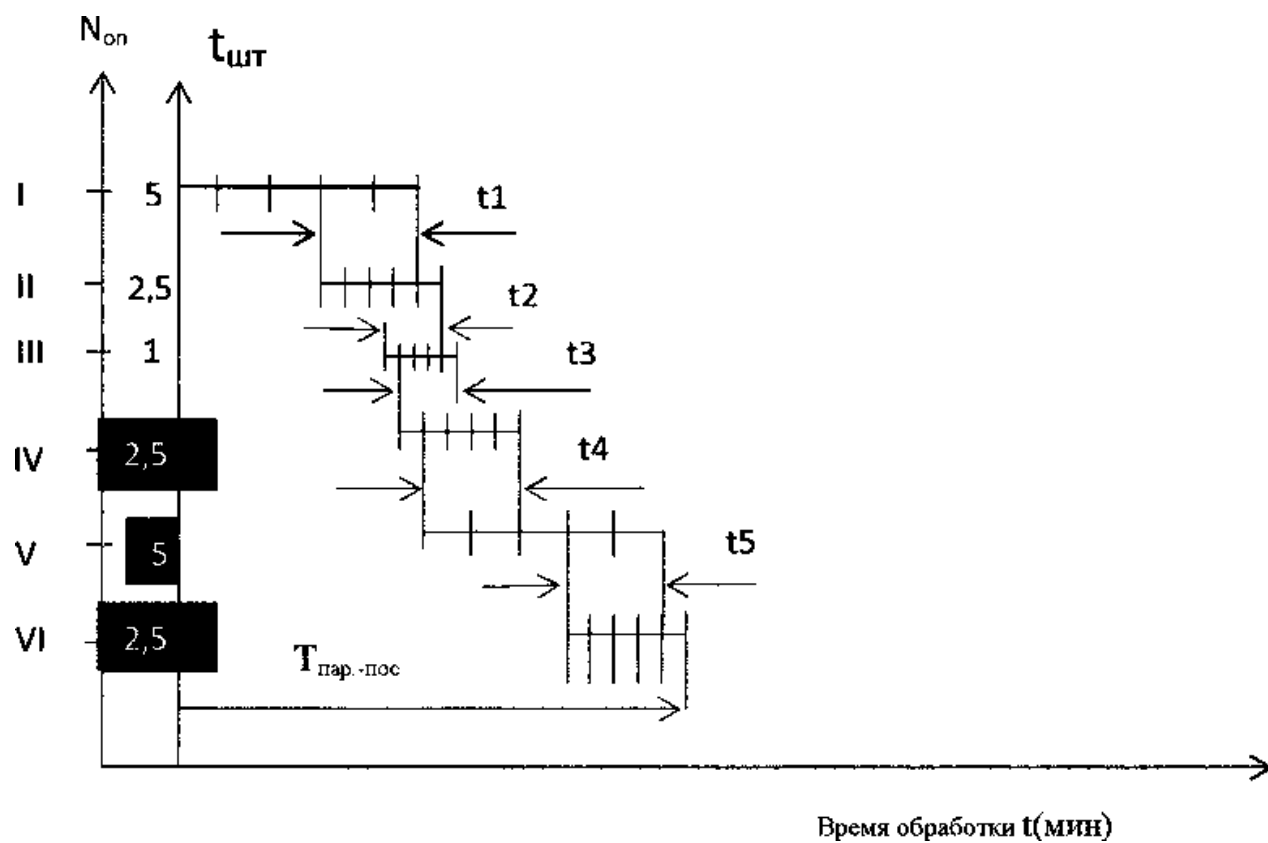 Nоп
tшт
I 5 t1
II 2,5 t2
III 1 t3
IV 2,5 t4
V 5 t5
VI 2,5
Tпар.-пос
Время обработки t(мин)